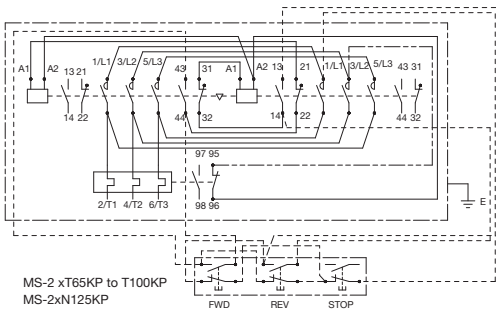 1/L1 3/L2 5/L3
A1 A2 1/L1 3/L2 5/L3 43 31 A1 A2 13 21 43 31
13 21
14 22 44 32 14 22 44 32
97 95
98 96
2/T1 4/T2 6/T3
E
MS-2 xT65KP to T100KP
MS-2xN125KP
FWD REV STOP